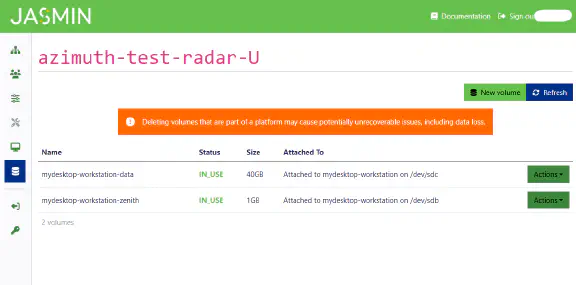 JASMIN
Documentation
Sign out
azimuth-test-radar-U
New volume
Refresh
Deleting volumes that are part of a platform may cause potentially unrecoverable issues, including data loss.
Name Status Size Attached To
mydesktop-workstation-data IN_USE 40GB Attached to mydesktop-workstation on /dev/sdc Actions
mydesktop-workstation-zenith IN_USE 1GB Attached to mydesktop-workstation on /dev/sdb Actions
2 volumes